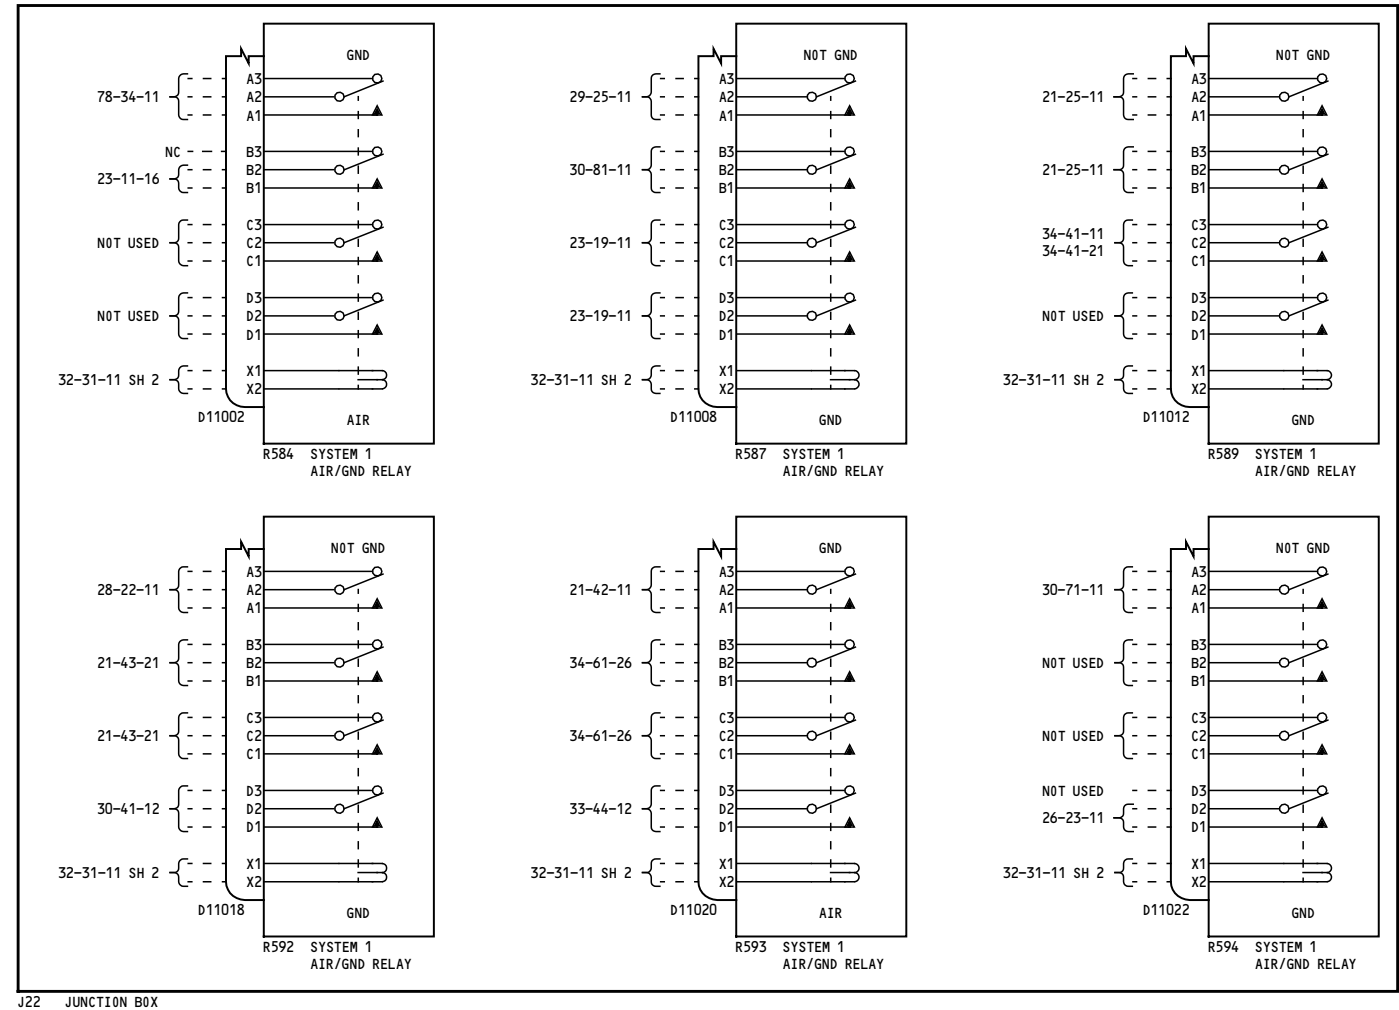 GND
A3
78-34-11
A2
A1
NC
B3
B2
23-11-16
B1
C3
NOT USED
C2
C1
D3
NOT USED
D2
D1
X1
32-31-11 SH 2
X2
D11002
AIR
R584 SYSTEM 1
AIR/GND RELAY
NOT GND
A3
29-25-11
A2
A1
B3
30-81-11
B2
B1
C3
23-19-11
C2
C1
D3
23-19-11
D2
D1
X1
32-31-11 SH 2
X2
D11008
GND
R587 SYSTEM 1
AIR/GND RELAY
NOT GND
A3
21-25-11
A2
A1
B3
21-25-11
B2
B1
C3
34-41-11
C2
34-41-21
C1
D3
NOT USED
D2
D1
X1
32-31-11 SH 2
X2
D11012
GND
R589 SYSTEM 1
AIR/GND RELAY
NOT GND
A3
28-22-11
A2
A1
B3
21-43-21
B2
B1
C3
21-43-21
C2
C1
D3
30-41-12
D2
D1
X1
32-31-11 SH 2
X2
D11018
GND
R592 SYSTEM 1
AIR/GND RELAY
GND
A3
21-42-11
A2
A1
B3
34-61-26
B2
B1
C3
34-61-26
C2
C1
D3
33-44-12
D2
D1
X1
32-31-11 SH 2
X2
D11020
AIR
R593 SYSTEM 1
AIR/GND RELAY
NOT GND
A3
30-71-11
A2
A1
B3
NOT USED
B2
B1
C3
NOT USED
C2
C1
NOT USED
D3
D2
26-23-11
D1
X1
32-31-11 SH 2
X2
D11022
GND
R594 SYSTEM 1
AIR/GND RELAY
J22 JUNCTION BOX